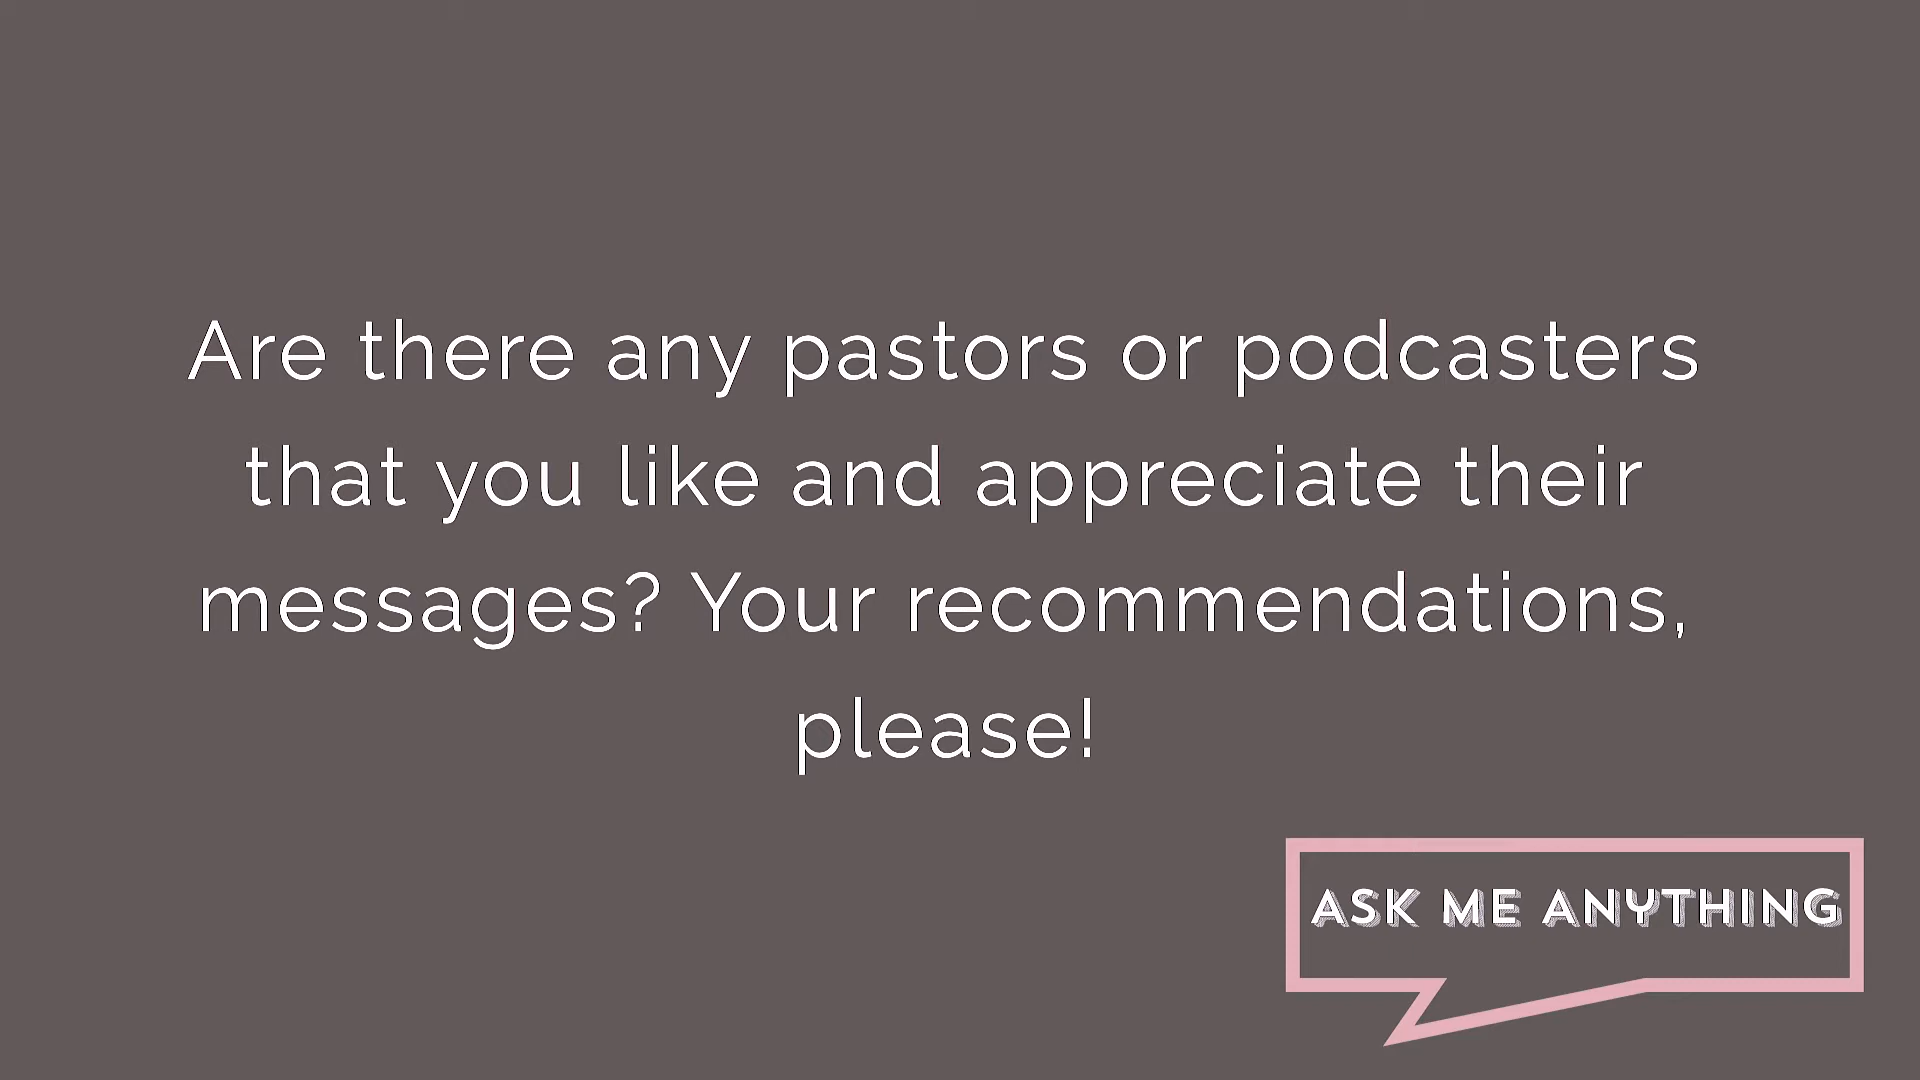 Are there any pastors or podcasters
that you like and appreciate their
messages? Your recommendations,
please!
ASK ME ANYTHING